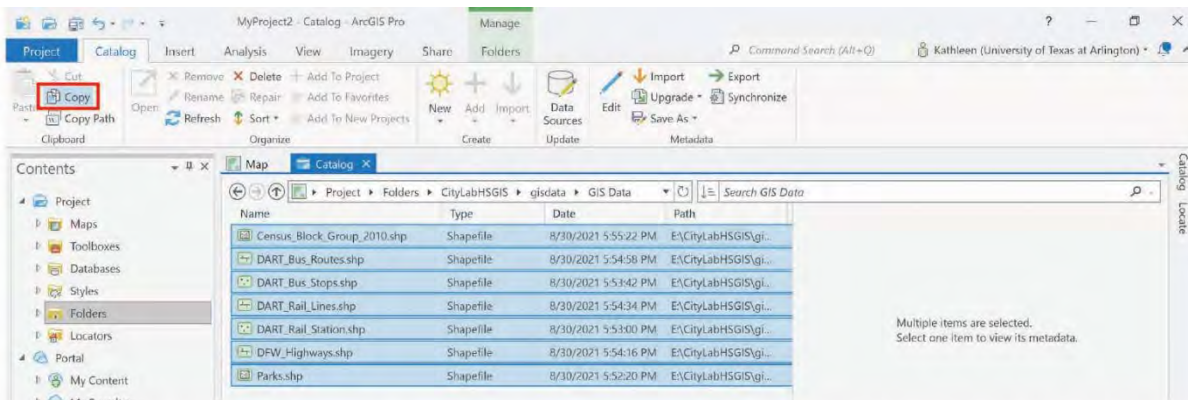 MyProject2 - Catalog - ArcGIS Pro Manage ? — X
Project Catalog Insert Analysis View Imagery Share Folders Command Search (Alt+Q) Kathleen (University of Texas at Arlington)
Cut Remove Delete Add To Project Import Export
Copy Open Rename Repair Add To Favorites New Add Import Data Sources Edit Upgrade Synchronize
Copy Path Refresh Sort Add To New Projects Save As
Clipboard Organize Create Update Metadata
Contents Map Catalog Catalog
Project Folders CityLabHSGIS gisdata GIS Data Search GIS Data Locate
Project Name Type Date Path
Maps Census_Block_Group_2010.shp Shapefile 8/30/2021 5:55:22 PM E:\CityLabHSGIS\gi...
Toolboxes DART_Bus_Routes.shp Shapefile 8/30/2021 5:54:58 PM E:\CityLabHSGIS\gi...
Databases DART_Bus_Stops.shp Shapefile 8/30/2021 5:53:42 PM E:\CityLabHSGIS\gi...
Styles DART_Rail_Lines.shp Shapefile 8/30/2021 5:54:34 PM E:\CityLabHSGIS\gi...
Folders DART_Rail_Station.shp Shapefile 8/30/2021 5:53:00 PM E:\CityLabHSGIS\gi...
Locators DFW_Highways.shp Shapefile 8/30/2021 5:54:16 PM E:\CityLabHSGIS\gi...
Portal Parks.shp Shapefile 8/30/2021 5:52:20 PM E:\CityLabHSGIS\gi...
My Content
Multiple items are selected.
Select one item to view its metadata.